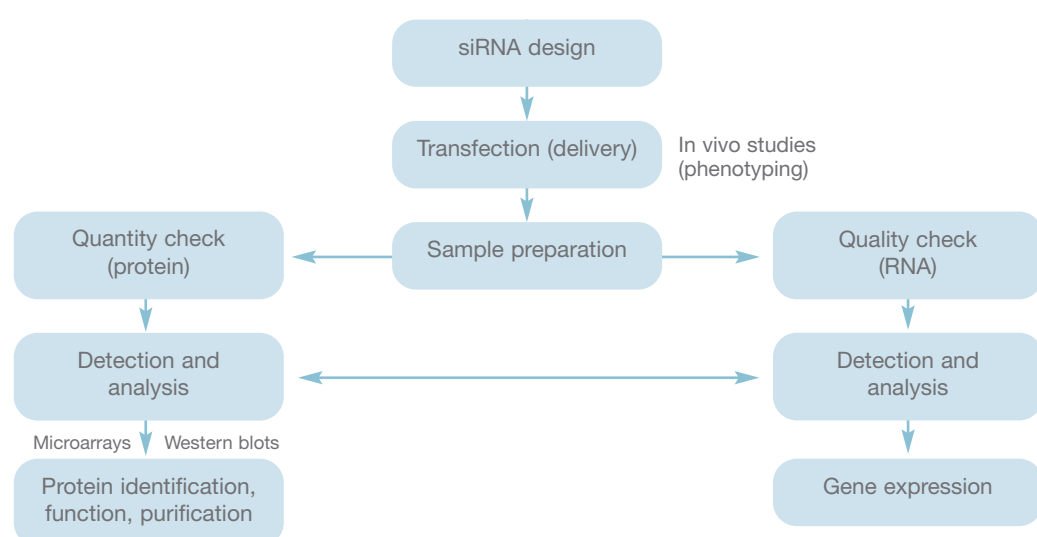 siRNA design
Transfection (delivery)
In vivo studies
(phenotyping)
Quantity check
(protein)
Sample preparation
Quality check
(RNA)
Detection and
analysis
Detection and
analysis
Microarrays
Western blots
Protein identification,
function, purification
Gene expression